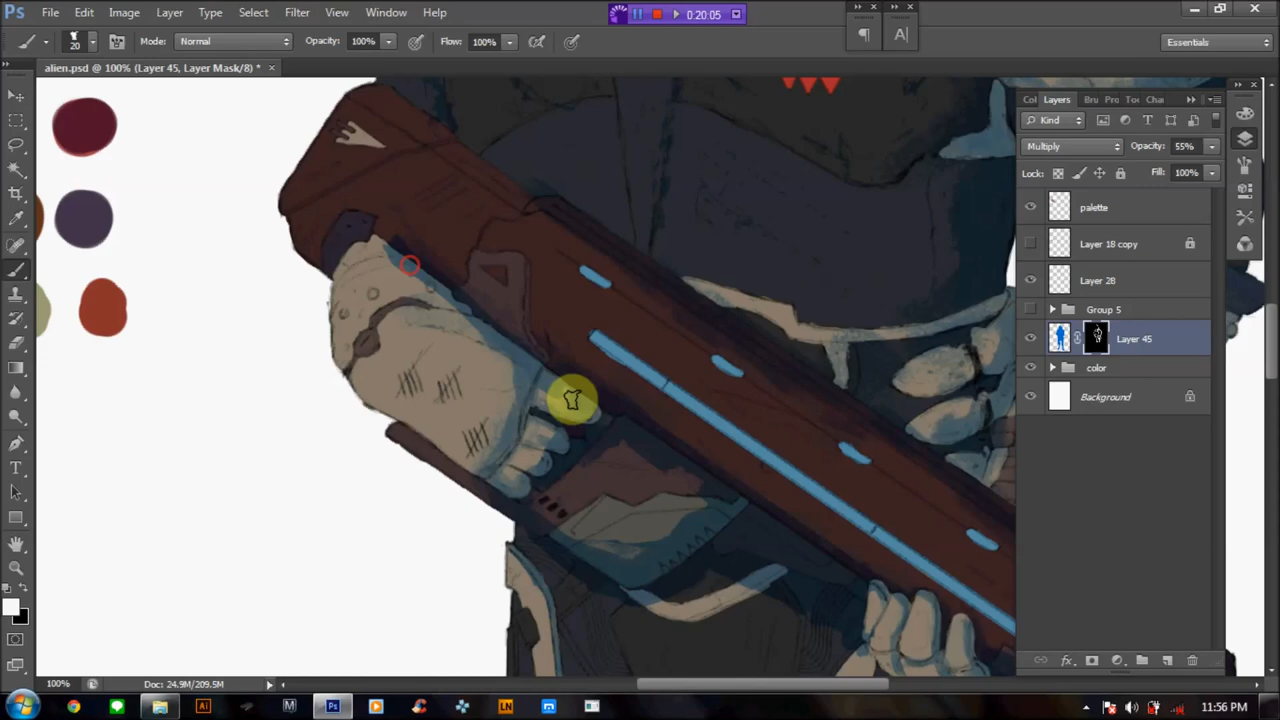 Ps File Edit Image Layer Type Select Filter View Window Help
0:20:05
20 Mode: Normal Opacity: 100% Flow: 100%
Essentials
alien.psd @ 100% (Layer 45, Layer Mask/8) *
Col Layers Bru Pro To Cha
Kind
Multiply Opacity: 55%
Lock: Fill: 100%
palette
Layer 18 copy
Layer 28
Group 5
Layer 45
color
Background
100% Doc: 24.9M/209.5M
11:56 PM